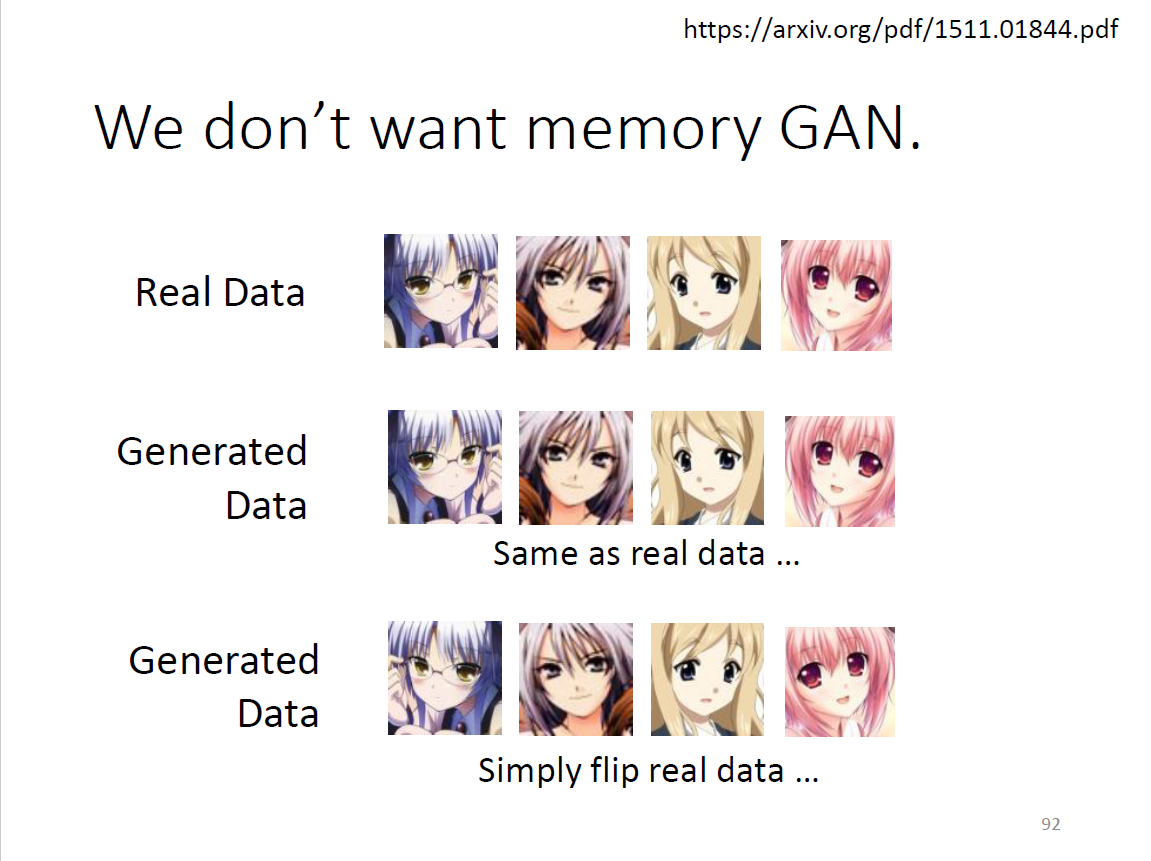 https://arxiv.org/pdf/1511.01844.pdf
We don’t want memory GAN.
Real Data
Generated
Data
Same as real data …
Generated
Data
Simply flip real data …
92